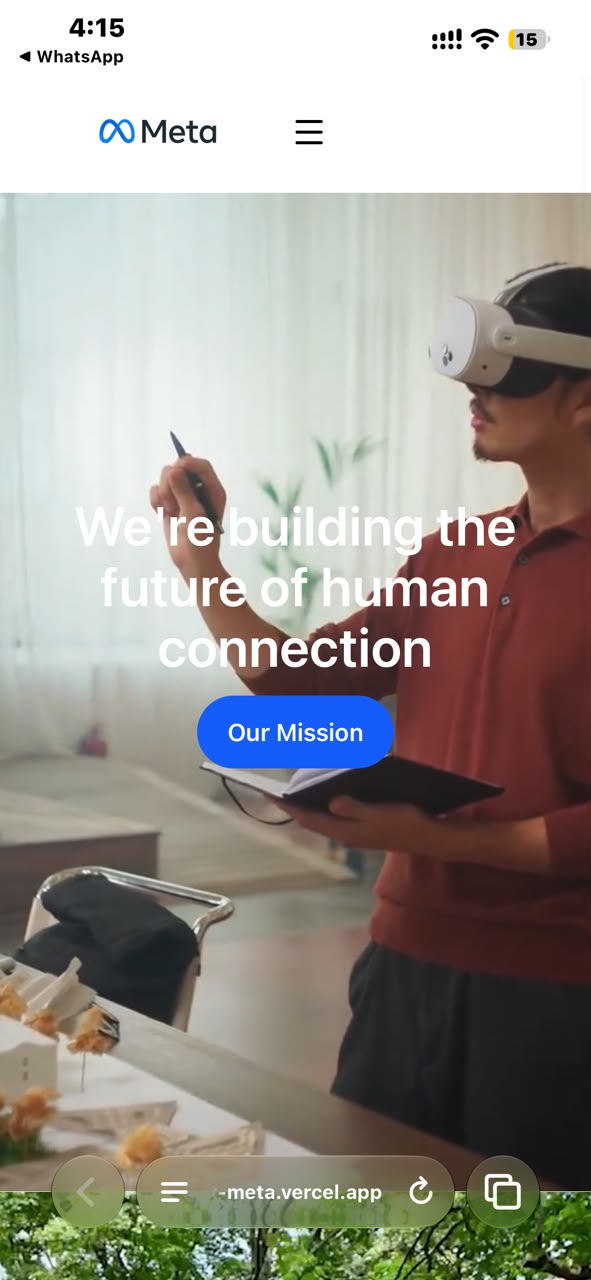 4:15
15
◀ WhatsApp
Meta
We're building the
future of human
connection
Our Mission
-meta.vercel.app